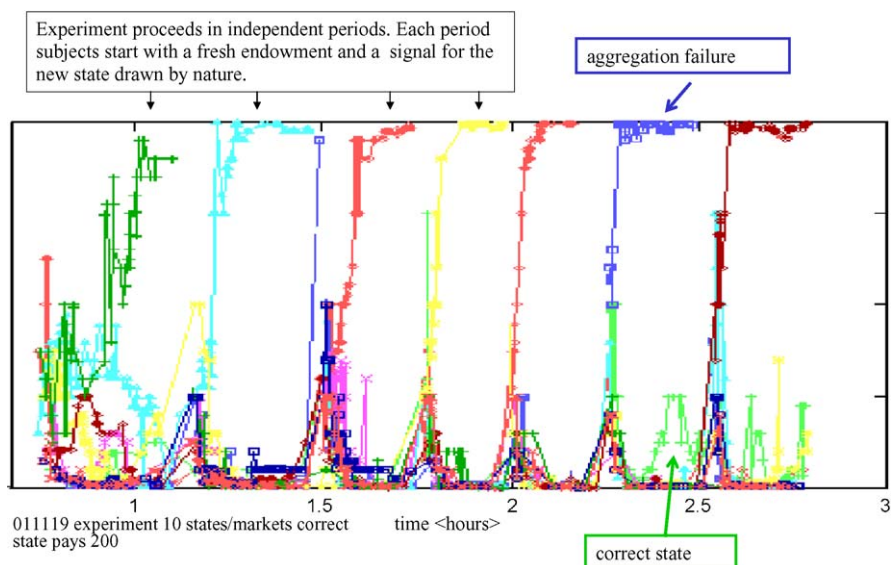 Experiment proceeds in independent periods. Each period
subjects start with a fresh endowment and a signal for the
new state drawn by nature.
aggregation failure
1
1.5
2
2.5
3
011119 experiment 10 states/markets correct
state pays 200
time <hours>
correct state